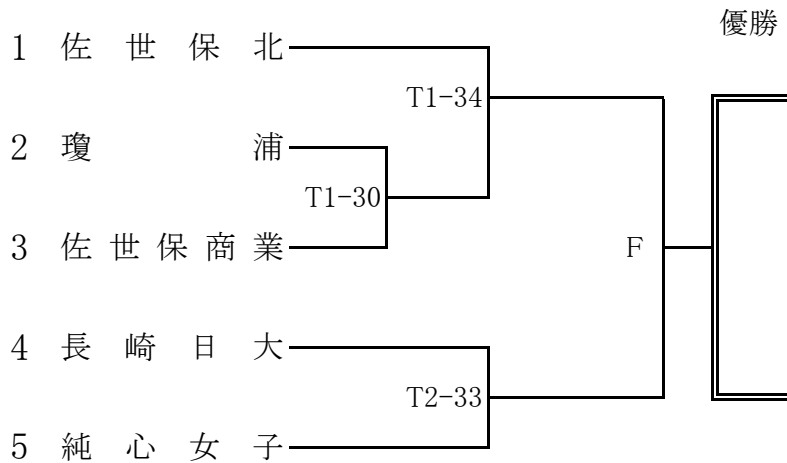 優勝
1 佐世保北
T1-34
2 瓊浦
T1-30
3 佐世保商業
F
4 長崎日大
T2-33
5 純心女子